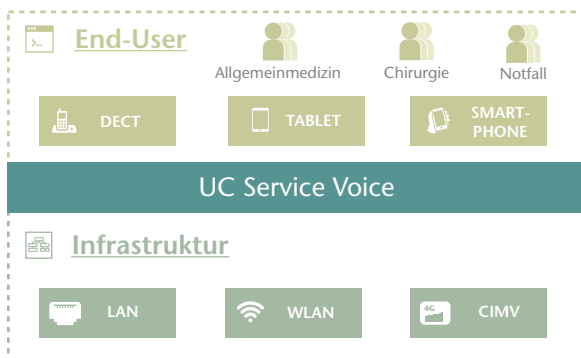 End-User
Allgemeinmedizin Chirurgie Notfall
DECT TABLET SMART-
PHONE
UC Service Voice
Infrastruktur
LAN WLAN 4G CIMV